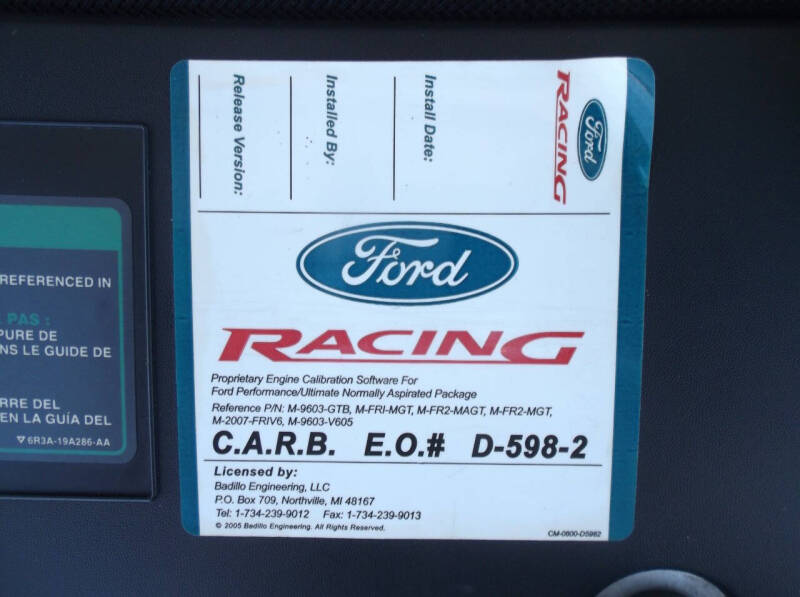 Release Version:
Installed By:
Install Date:
Ford
RACING
Ford
RACING
Proprietary Engine Calibration Software For
Ford Performance/Ultimate Normally Aspirated Package
Reference P/N: M-9603-GTB, M-FRI-MGT, M-FR2-MAGT, M-FR2-MGT,
M-2007-FRIV6, M-9603-V605
C.A.R.B. E.O.# D-598-2
Licensed by:
Badillo Engineering, LLC
P.O. Box 709, Northville, MI 48167
Tel: 1-734-239-9012 Fax: 1-734-239-9013
© 2005 Badillo Engineering. All Rights Reserved.
CM-0600-D5982
REFERENCED IN
PAS :
PURE DE
NS LE GUIDE DE
RRE DEL
EN LA GUÍA DEL
6R3A-19A286-AA